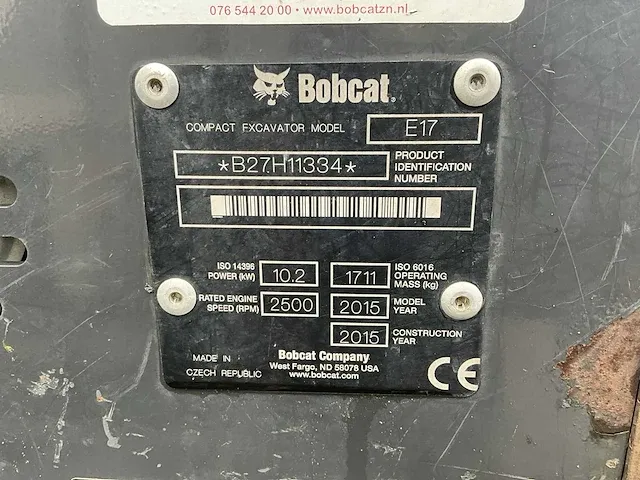 076 544 20 00 • www.bobcatzn.nl
Bobcat®
COMPACT EXCAVATOR MODEL E17
*B27H11334* PRODUCT
IDENTIFICATION
NUMBER
ISO 14396
POWER (kW) 10.2
1711 ISO 6016
OPERATING
MASS (kg)
RATED ENGINE
SPEED (RPM) 2500
2015 MODEL
YEAR
2015 CONSTRUCTION
YEAR
MADE IN
CZECH REPUBLIC
Bobcat Company
West Fargo, ND 58078 USA
www.bobcat.com
CE